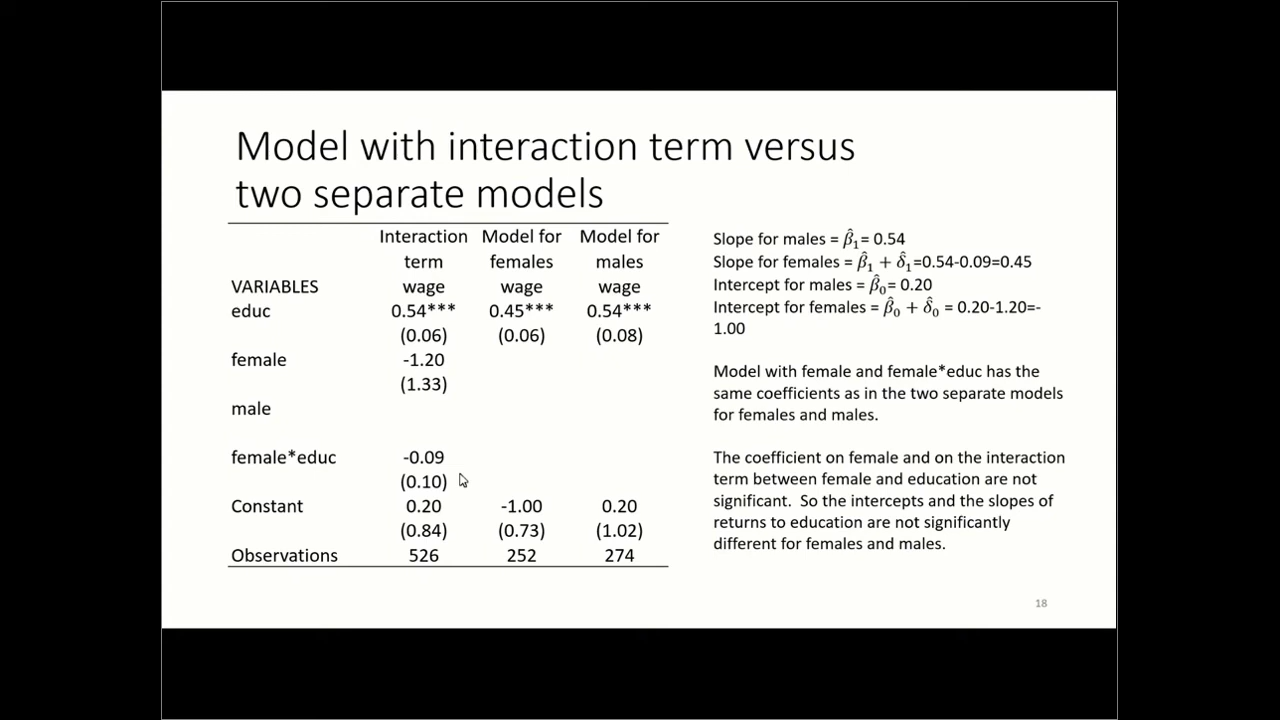 Model with interaction term versus
two separate models
Interaction Model for Model for
term females males
VARIABLES wage wage wage
educ 0.54*** 0.45*** 0.54***
(0.06) (0.06) (0.08)
female -1.20
(1.33)
male
female*educ -0.09
(0.10)
Constant 0.20 -1.00 0.20
(0.84) (0.73) (1.02)
Observations 526 252 274
Slope for males = β̂₁= 0.54
Slope for females = β̂₁ + δ̂₁=0.54-0.09=0.45
Intercept for males = β̂₀= 0.20
Intercept for females = β̂₀ + δ̂₀ = 0.20-1.20=-
1.00
Model with female and female*educ has the
same coefficients as in the two separate models
for females and males.
The coefficient on female and on the interaction
term between female and education are not
significant. So the intercepts and the slopes of
returns to education are not significantly
different for females and males.
18